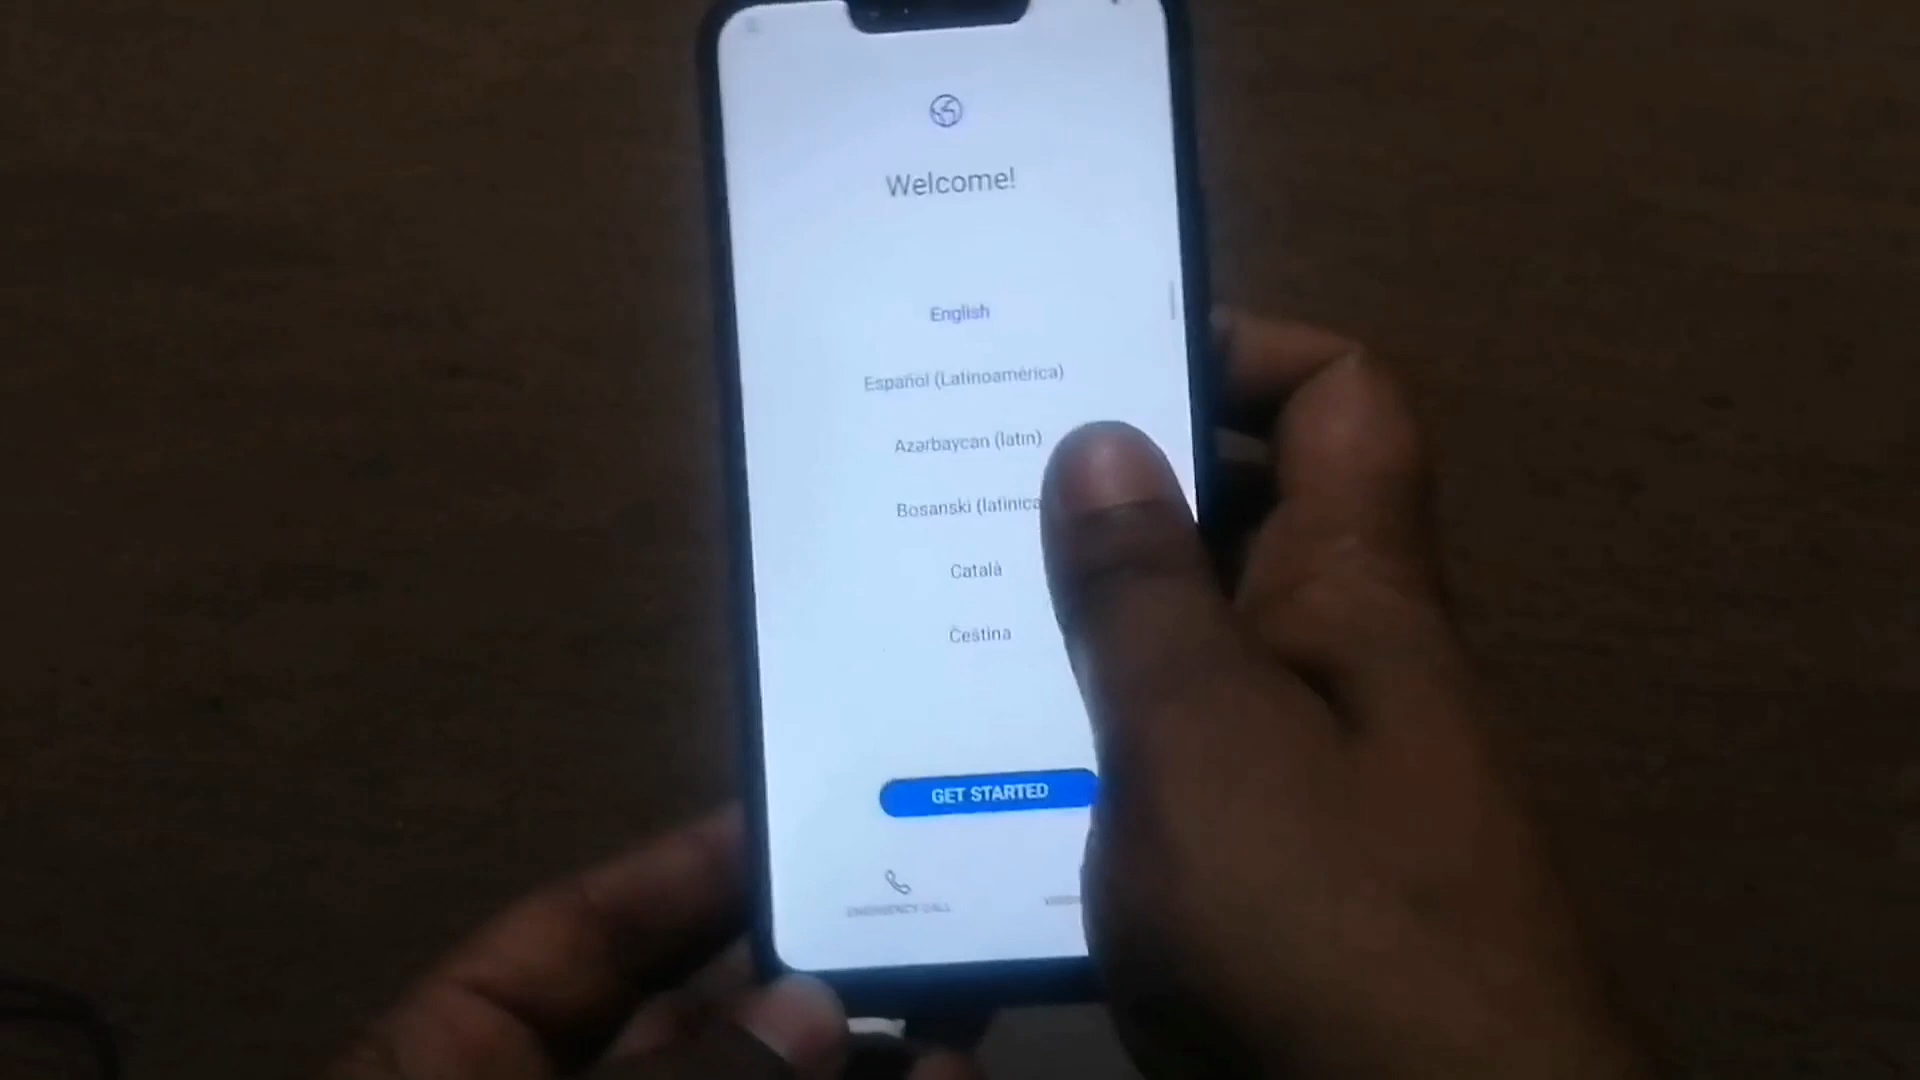 Welcome!
English
Español (Latinoamérica)
Azərbaycan (latın)
Bosanski (latinica
Català
Čeština
GET STARTED
EMERGENCY CALL